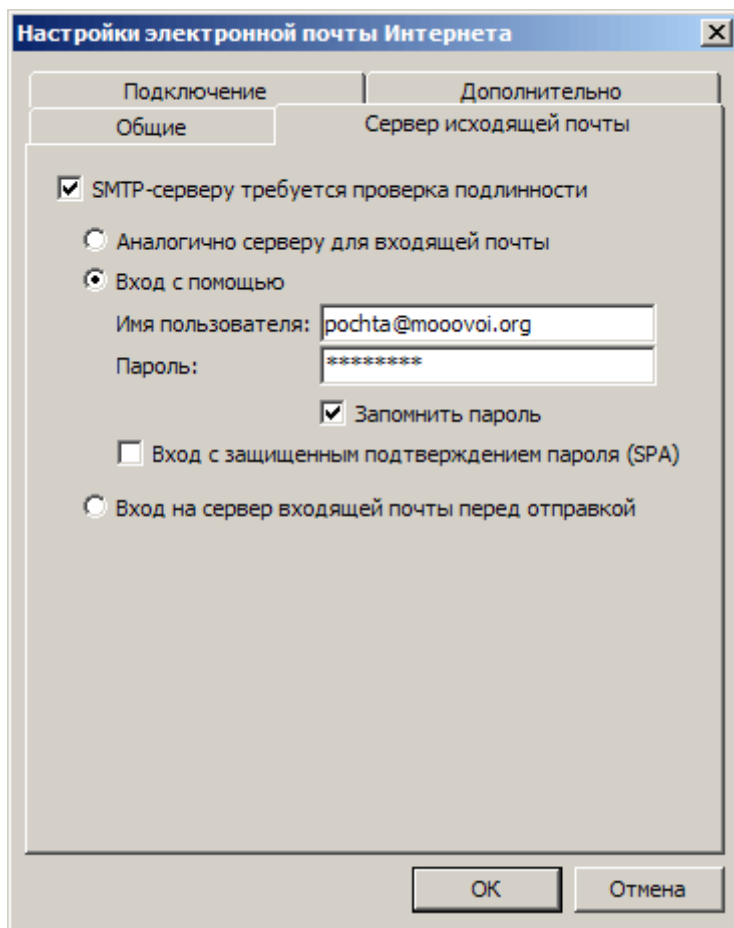 Настройки электронной почты Интернета
Подключение
Дополнительно
Общие
Сервер исходящей почты
SMTP-серверу требуется проверка подлинности
Аналогично серверу для входящей почты
Вход с помощью
Имя пользователя: pochta@mooovoi.org
Пароль: ********
Запомнить пароль
Вход с защищенным подтверждением пароля (SPA)
Вход на сервер входящей почты перед отправкой
ОК
Отмена